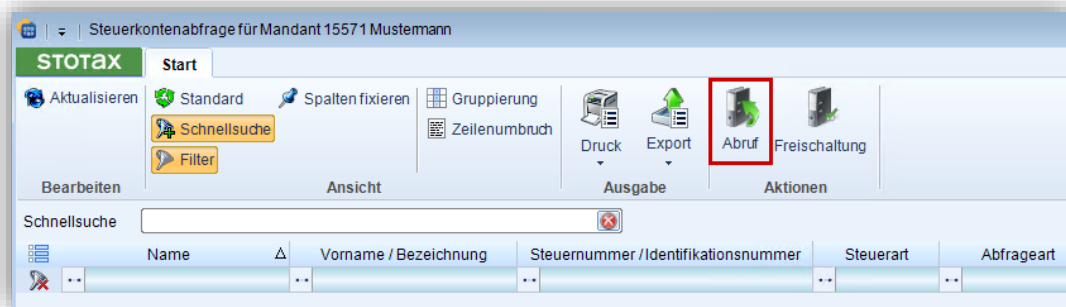 Steuerkontenabfrage für Mandant 15571 Mustermann
STOTAX Start
Aktualisieren Standard Spalten fixieren Gruppierung
Schnellsuche Zeilenumbruch
Filter Druck Export Abruf Freischaltung
Bearbeiten Ansicht Ausgabe Aktionen
Schnellsuche
Name Vorname / Bezeichnung Steuernummer / Identifikationsnummer Steuerart Abfrageart